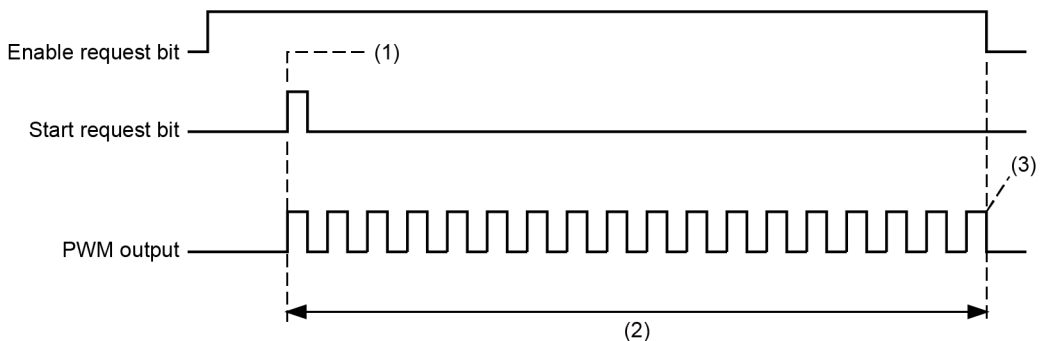 Enable request bit
(1)
Start request bit
(3)
PWM output
(2)